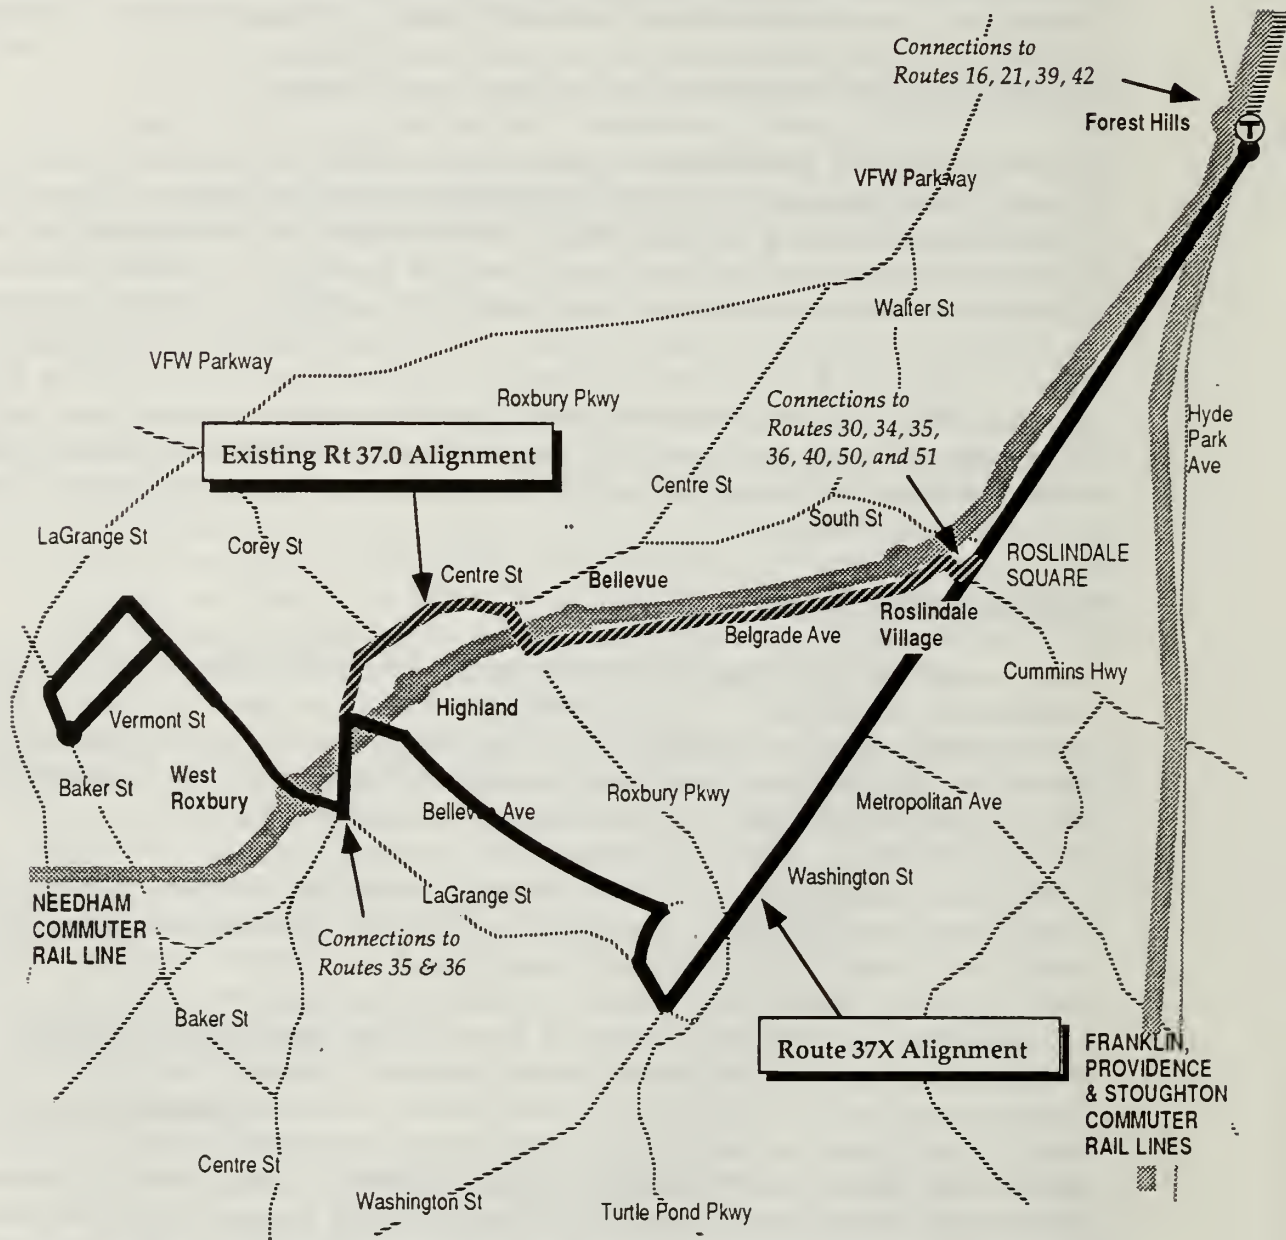 Connections to
Routes 16, 21, 39, 42
Forest Hills
T
VFW Parkway
Walter St
VFW Parkway
Roxbury Pkwy
Connections to
Routes 30, 34, 35,
36, 40, 50, and 51
Hyde
Park
Ave
Existing Rt 37.0 Alignment
Centre St
South St
LaGrange St
Corey St
Centre St
Bellevue
ROSLINDALE
SQUARE
Roslindale
Village
Belgrade Ave
Cummins Hwy
Highland
Vermont St
West
Roxbury
Baker St
Bellevue Ave
Roxbury Pkwy
Metropolitan Ave
Washington St
LaGrange St
NEEDHAM
COMMUTER
RAIL LINE
Connections to
Routes 35 & 36
Baker St
Route 37X Alignment
FRANKLIN,
PROVIDENCE
& STOUGHTON
COMMUTER
RAIL LINES
Centre St
Washington St
Turtle Pond Pkwy